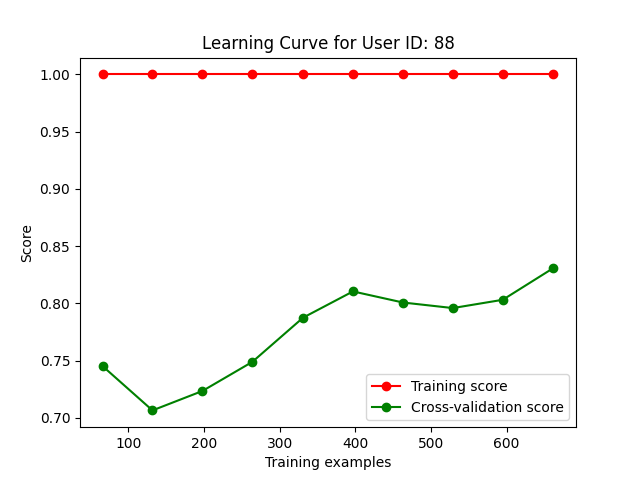 Learning Curve for User ID: 88
1.00
0.95
0.90
0.85
0.80
0.75
0.70
Score
100
200
300
400
500
600
Training examples
Training score
Cross-validation score